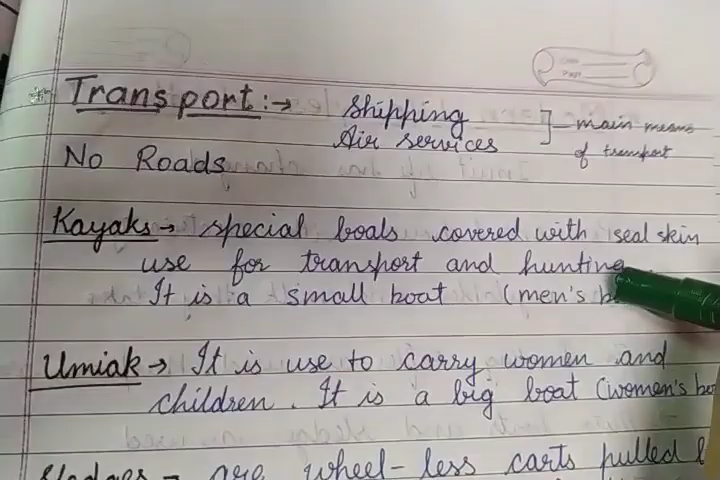 Transport:→ Shipping
Air services
main means
of transport
No Roads
Kayaks → special boals covered with seal skin
use for transport and hunting
It is a small boat (men's
Umiak → It is use to carry women and
children. It is a big boat (women's
Sledges → are wheel-less carts pulled